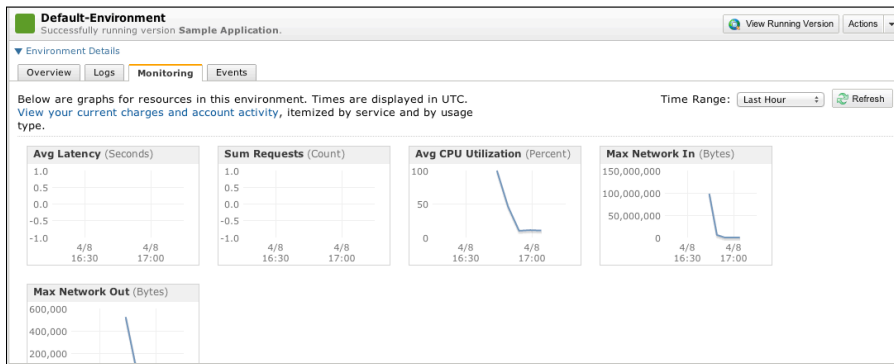 Default-Environment
Successfully running version Sample Application.
View Running Version
Actions
Environment Details
Overview
Logs
Monitoring
Events
Below are graphs for resources in this environment. Times are displayed in UTC.
View your current charges and account activity, itemized by service and by usage
type.
Time Range:
Last Hour
Refresh
Avg Latency (Seconds)
1.0
0.5
0.0
-0.5
-1.0
4/8 4/8
16:30 17:00
Sum Requests (Count)
1.0
0.5
0.0
-0.5
-1.0
4/8 4/8
16:30 17:00
Avg CPU Utilization (Percent)
100
50
0
4/8 4/8
16:30 17:00
Max Network In (Bytes)
150,000,000
100,000,000
50,000,000
0
4/8 4/8
16:30 17:00
Max Network Out (Bytes)
600,000
400,000
200,000